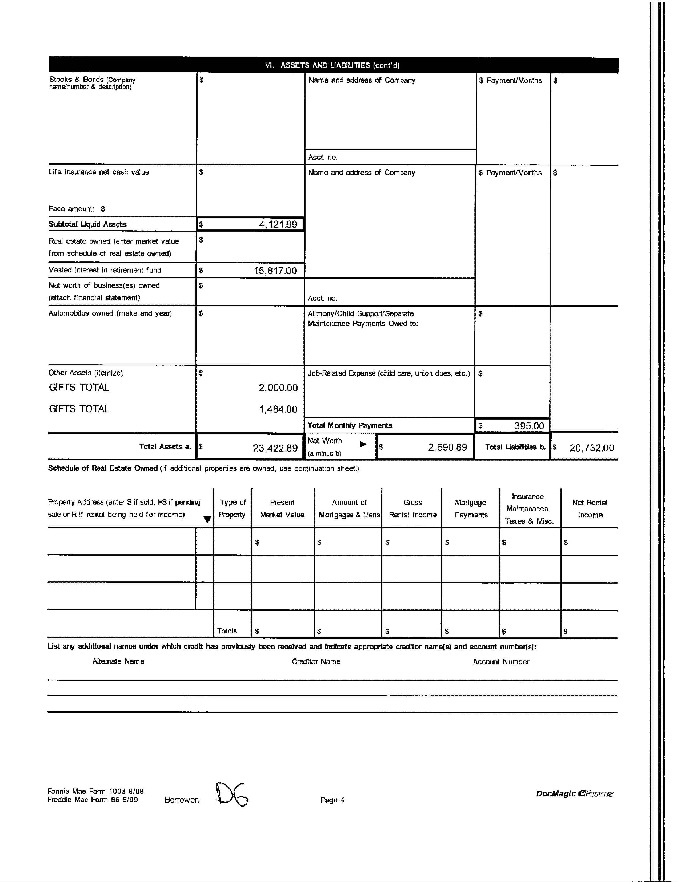 VI. ASSETS AND LIABILITIES (cont'd)
Stocks & Bonds (Company $ Name and address of Company $ Payment/Months $
name/number & description)
Acct. no.
Life insurance net cash value $ Name and address of Company $ Payment/Months $
Face amount: $
Subtotal Liquid Assets $ 4,121.89
Real estate owned (enter market value $
from schedule of real estate owned)
Vested interest in retirement fund $ 15,817.00
Net worth of business(es) owned $
(attach financial statement) Acct. no.
Automobiles owned (make and year) $ Alimony/Child Support/Separate $
Maintenance Payments Owed to:
Other Assets (itemize) $ Job-Related Expense (child care, union dues, etc.) $
GIFTS TOTAL 2,000.00
GIFTS TOTAL 1,484.00
Total Monthly Payments $ 395.00
Total Assets a. $ 23,422.89 Net Worth (a minus b) ► $ 2,690.89 Total Liabilities b. $ 20,732.00
Schedule of Real Estate Owned (if additional properties are owned, use continuation sheet.)
Property Address (enter S if sold, PS if pending Type of Present Amount of Gross Mortgage Insurance Net Rental
sale or R if rental being held for income) ▼ Property Market Value Mortgages & Liens Rental Income Payments Maintenance, Income
Taxes & Misc.
$ $ $ $ $ $
Totals $ $ $ $ $ $
List any additional names under which credit has previously been received and indicate appropriate creditor name(s) and account number(s):
Alternate Name Creditor Name Account Number
Fannie Mae Form 1003 6/09
Freddie Mac Form 65 6/09 Borrower: DG Page 4 DocMagic